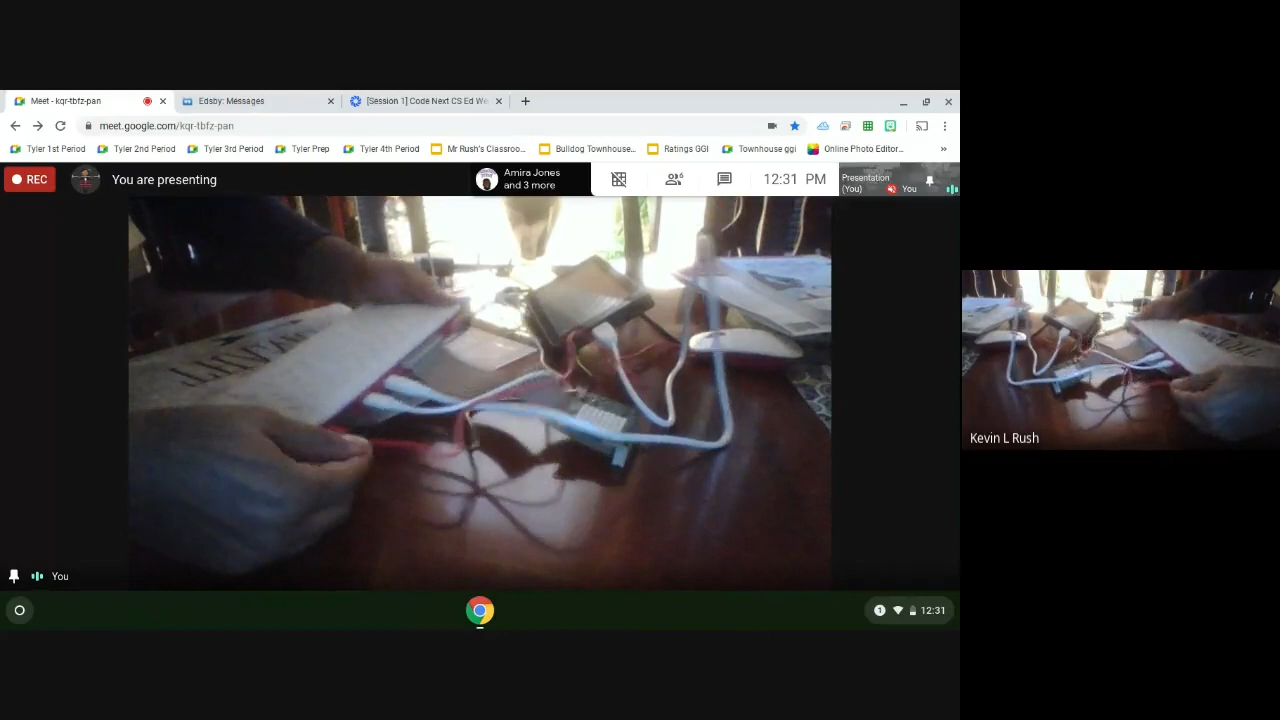 Meet - kqr-tbfz-pan
Edsby: Messages
[Session 1] Code Next CS Ed We
meet.google.com/kqr-tbfz-pan
Tyler 1st Period
Tyler 2nd Period
Tyler 3rd Period
Tyler Prep
Tyler 4th Period
Mr Rush's Classroo...
Bulldog Townhouse...
Ratings GGI
Townhouse ggi
Online Photo Editor...
»
REC
You are presenting
Amira Jones
and 3 more
6
12:31 PM
Presentation
(You)
You
You
Kevin L Rush
1
12:31